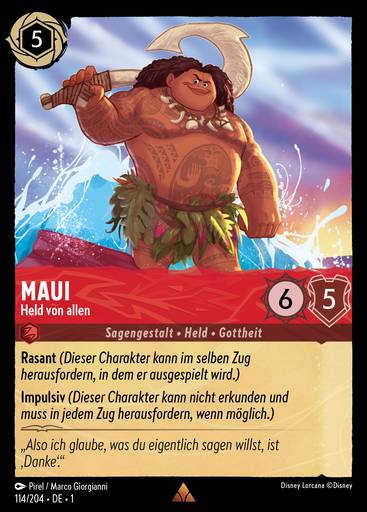 5
MAUI
Held von allen
6
5
Sagengestalt • Held • Gottheit
Rasant (Dieser Charakter kann im selben Zug
herausfordern, in dem er ausgespielt wird.)
Impulsiv (Dieser Charakter kann nicht erkunden und
muss in jedem Zug herausfordern, wenn möglich.)
„Also ich glaube, was du eigentlich sagen willst, ist
‚Danke‘.“
Pirel / Marco Giorgianni
114/204 • DE • 1
Disney Lorcana ©Disney